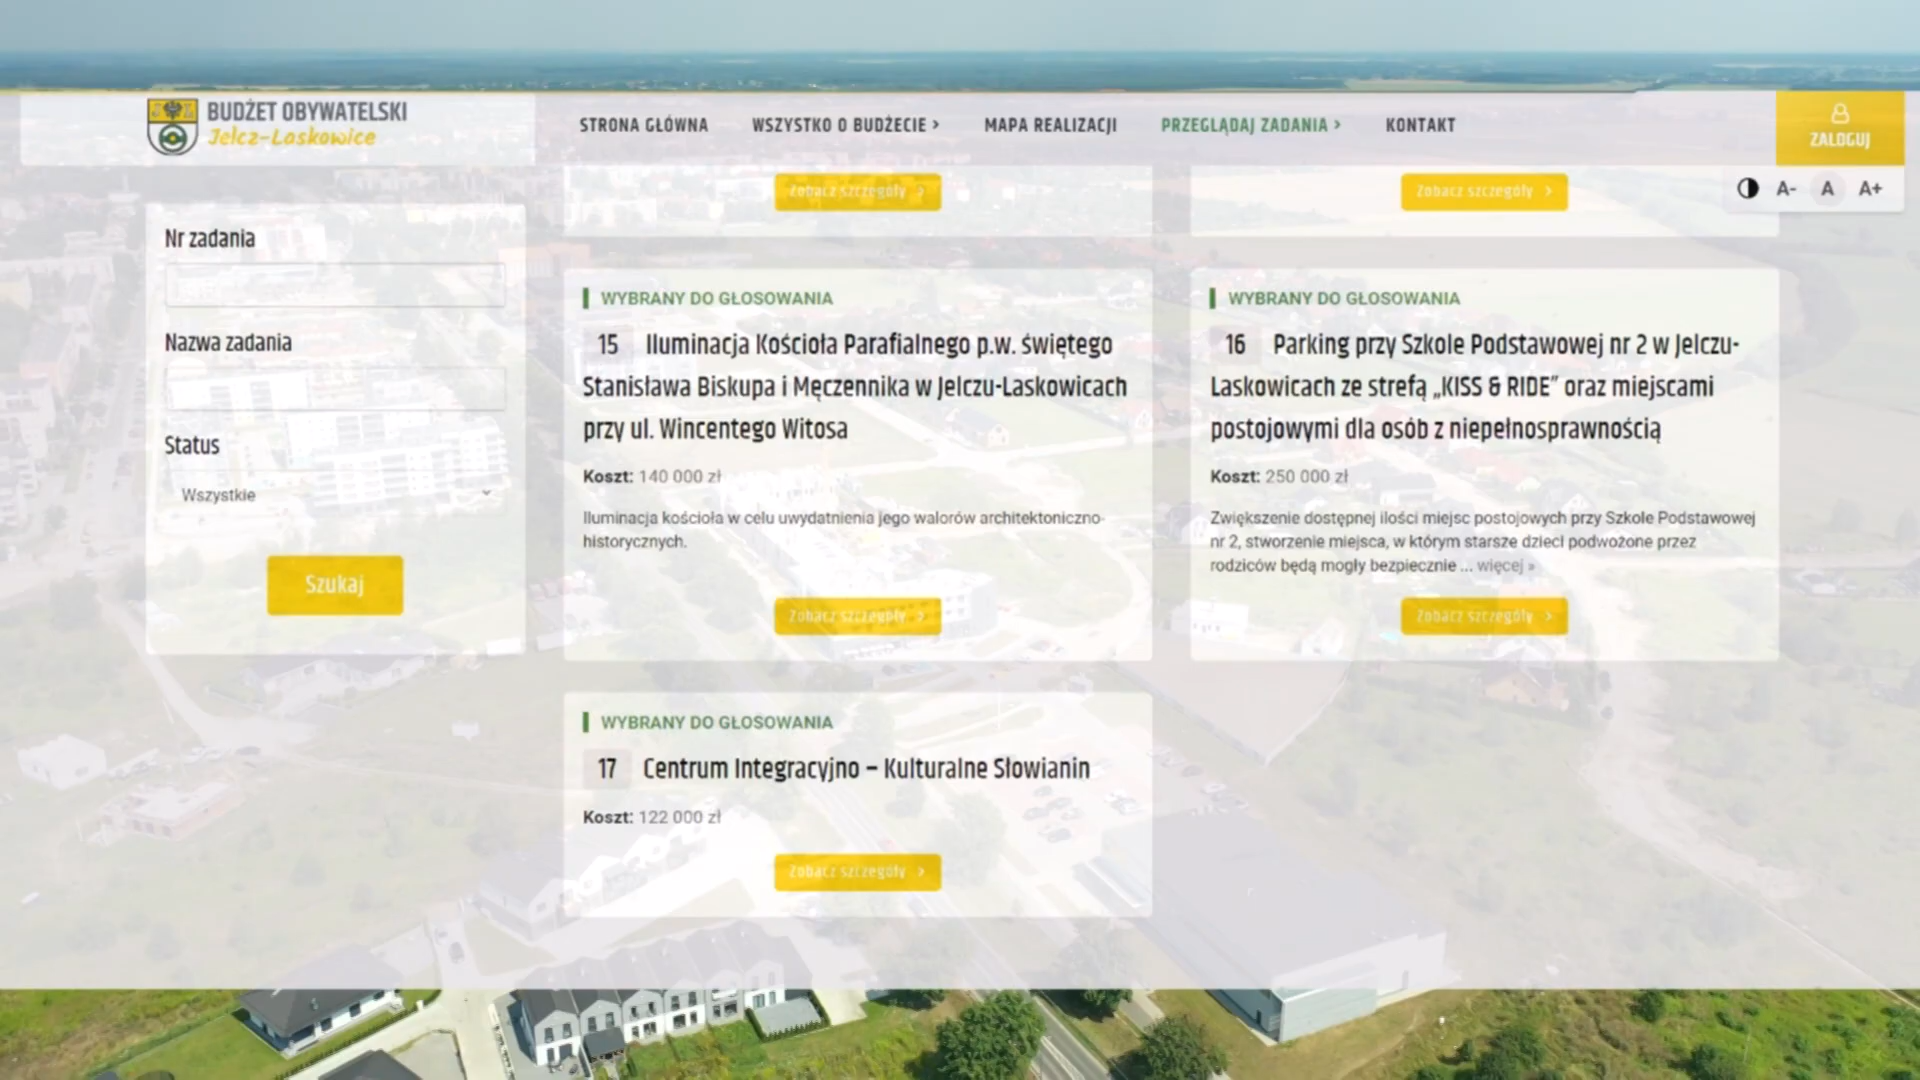 BUDŻET OBYWATELSKI
Jelcz-Laskowice
STRONA GŁÓWNA
WSZYSTKO O BUDŻECIE >
MAPA REALIZACJI
PRZEGLĄDAJ ZADANIA >
KONTAKT
ZALOGUJ
A-
A
A+
Zobacz szczegóły >
Zobacz szczegóły >
Nr zadania
Nazwa zadania
Status
Wszystkie
Szukaj
WYBRANY DO GŁOSOWANIA
15 Iluminacja Kościoła Parafialnego p.w. świętego
Stanisława Biskupa i Męczennika w Jelczu-Laskowicach
przy ul. Wincentego Witosa
Koszt: 140 000 zł
Iluminacja kościoła w celu uwydatnienia jego walorów architektoniczno-
historycznych.
Zobacz szczegóły >
WYBRANY DO GŁOSOWANIA
16 Parking przy Szkole Podstawowej nr 2 w Jelczu-
Laskowicach ze strefą „KISS & RIDE” oraz miejscami
postojowymi dla osób z niepełnosprawnością
Koszt: 250 000 zł
Zwiększenie dostępnej ilości miejsc postojowych przy Szkole Podstawowej
nr 2, stworzenie miejsca, w którym starsze dzieci podwożone przez
rodziców będą mogły bezpiecznie ... więcej »
Zobacz szczegóły >
WYBRANY DO GŁOSOWANIA
17 Centrum Integracyjno – Kulturalne Słowianin
Koszt: 122 000 zł
Zobacz szczegóły >